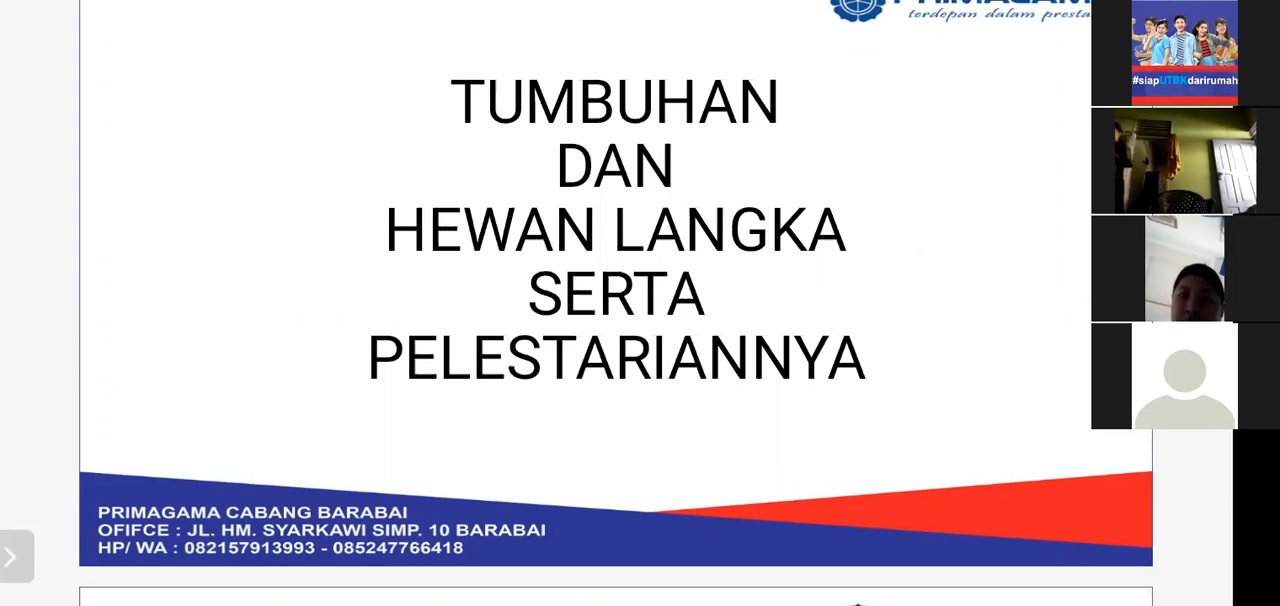 terdepan dalam presta
TUMBUHAN
DAN
HEWAN LANGKA
SERTA
PELESTARIANNYA
PRIMAGAMA CABANG BARABAI
OFIFCE : JL. HM. SYARKAWI SIMP. 10 BARABAI
HP/ WA : 082157913993 - 085247766418
#siapUTBKdarirumah